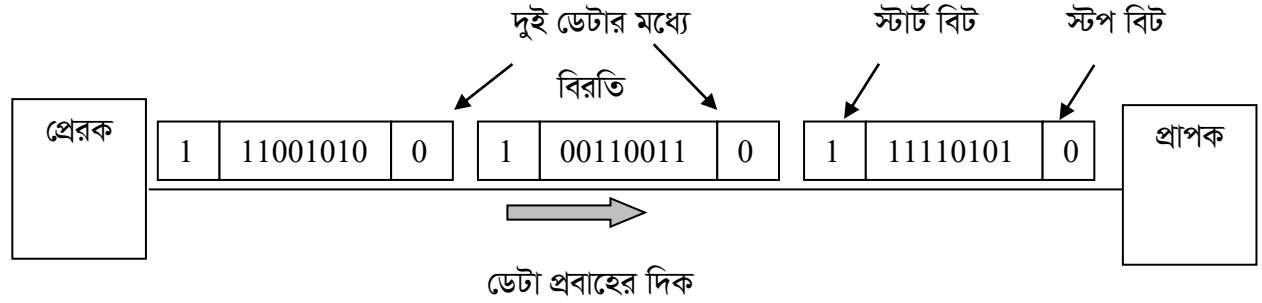 দুই ডেটার মধ্যে স্টার্ট বিট স্টপ বিট
বিরতি
প্রেরক প্রাপক
1 11001010 0 1 00110011 0 1 11110101 0
ডেটা প্রবাহের দিক